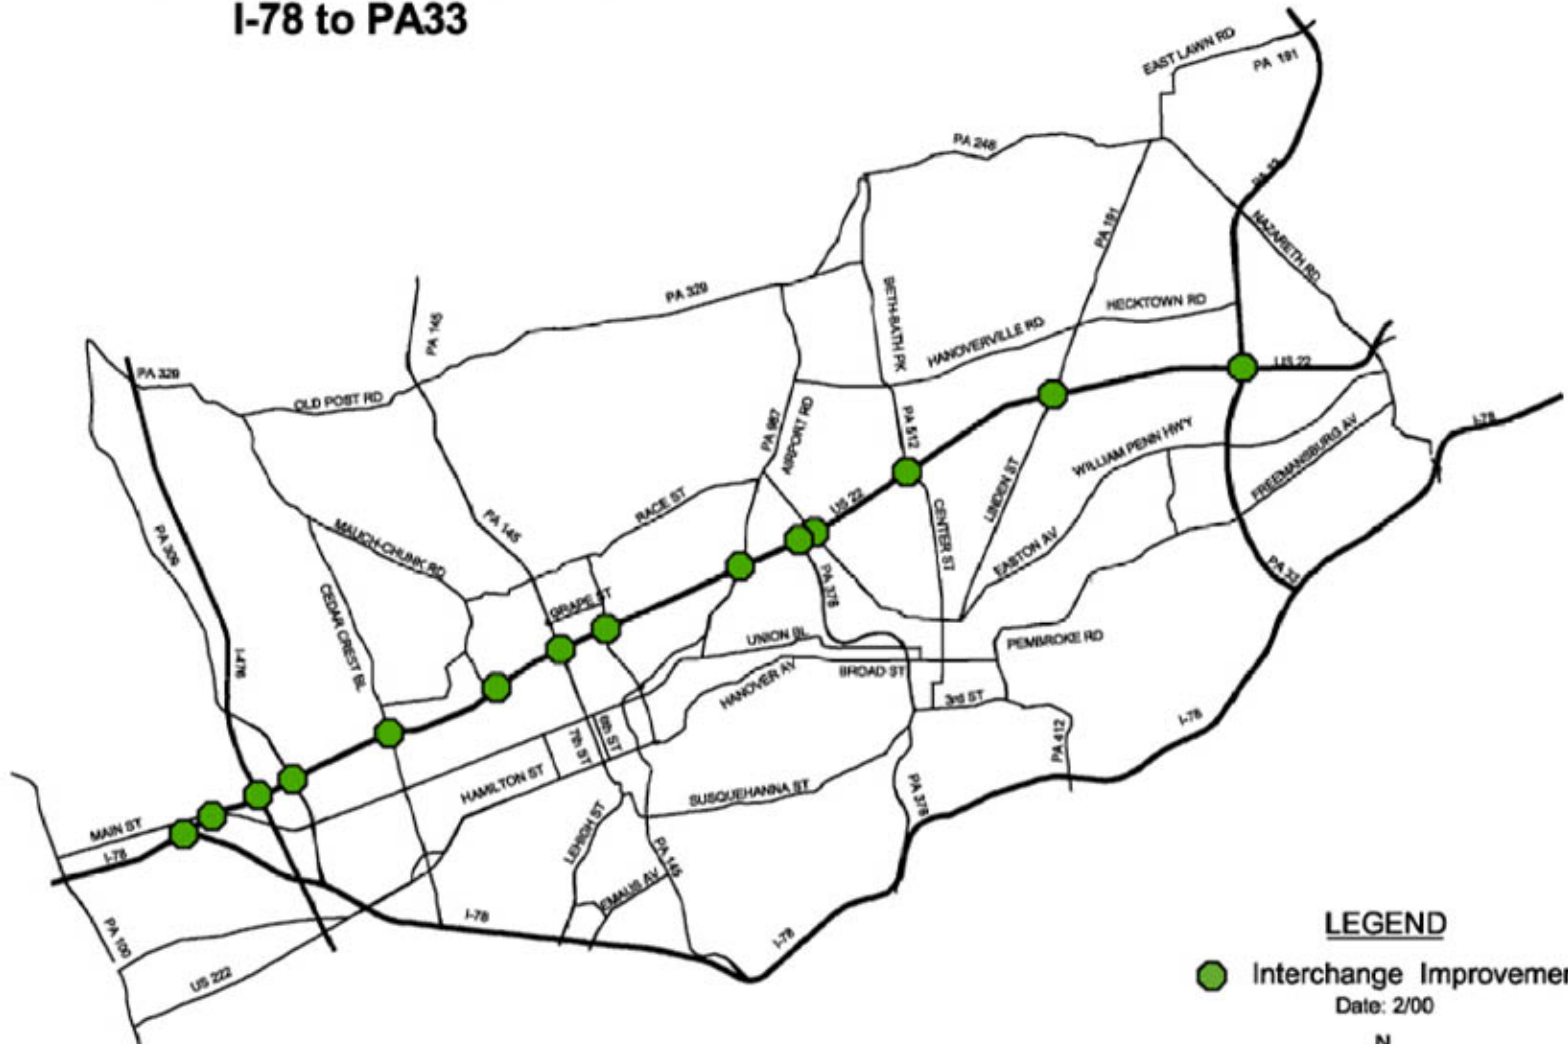 I-78 to PA33
EAST LAWN RD
PA 191
PA 248
PA 33
PA 191
NAZARETH RD
PA 329
PA 145
BETH-BATH PK
HECKTOWN RD
HANOVERVILLE RD
PA 329
OLD POST RD
US 22
PA 987
AIRPORT RD
PA 512
WILLIAM PENN HWY
FREEMANSBURG AV
I-78
RACE ST
US 22
LINDEN ST
PA 145
MAUCH-CHUNK RD
PA 309
CENTER ST
EASTON AV
CEDAR CREST BL
GRAPE ST
PA 378
PA 33
UNION BL
PEMBROKE RD
I-476
HANOVER AV
BROAD ST
3rd ST
7th ST
6th ST
PA 412
I-78
HAMILTON ST
SUSQUEHANNA ST
PA 378
MAIN ST
I-78
LEHIGH ST
PA 145
EMAUS AV
I-78
I-78
PA 100
US 222
LEGEND
Interchange Improvemen
Date: 2/00
N